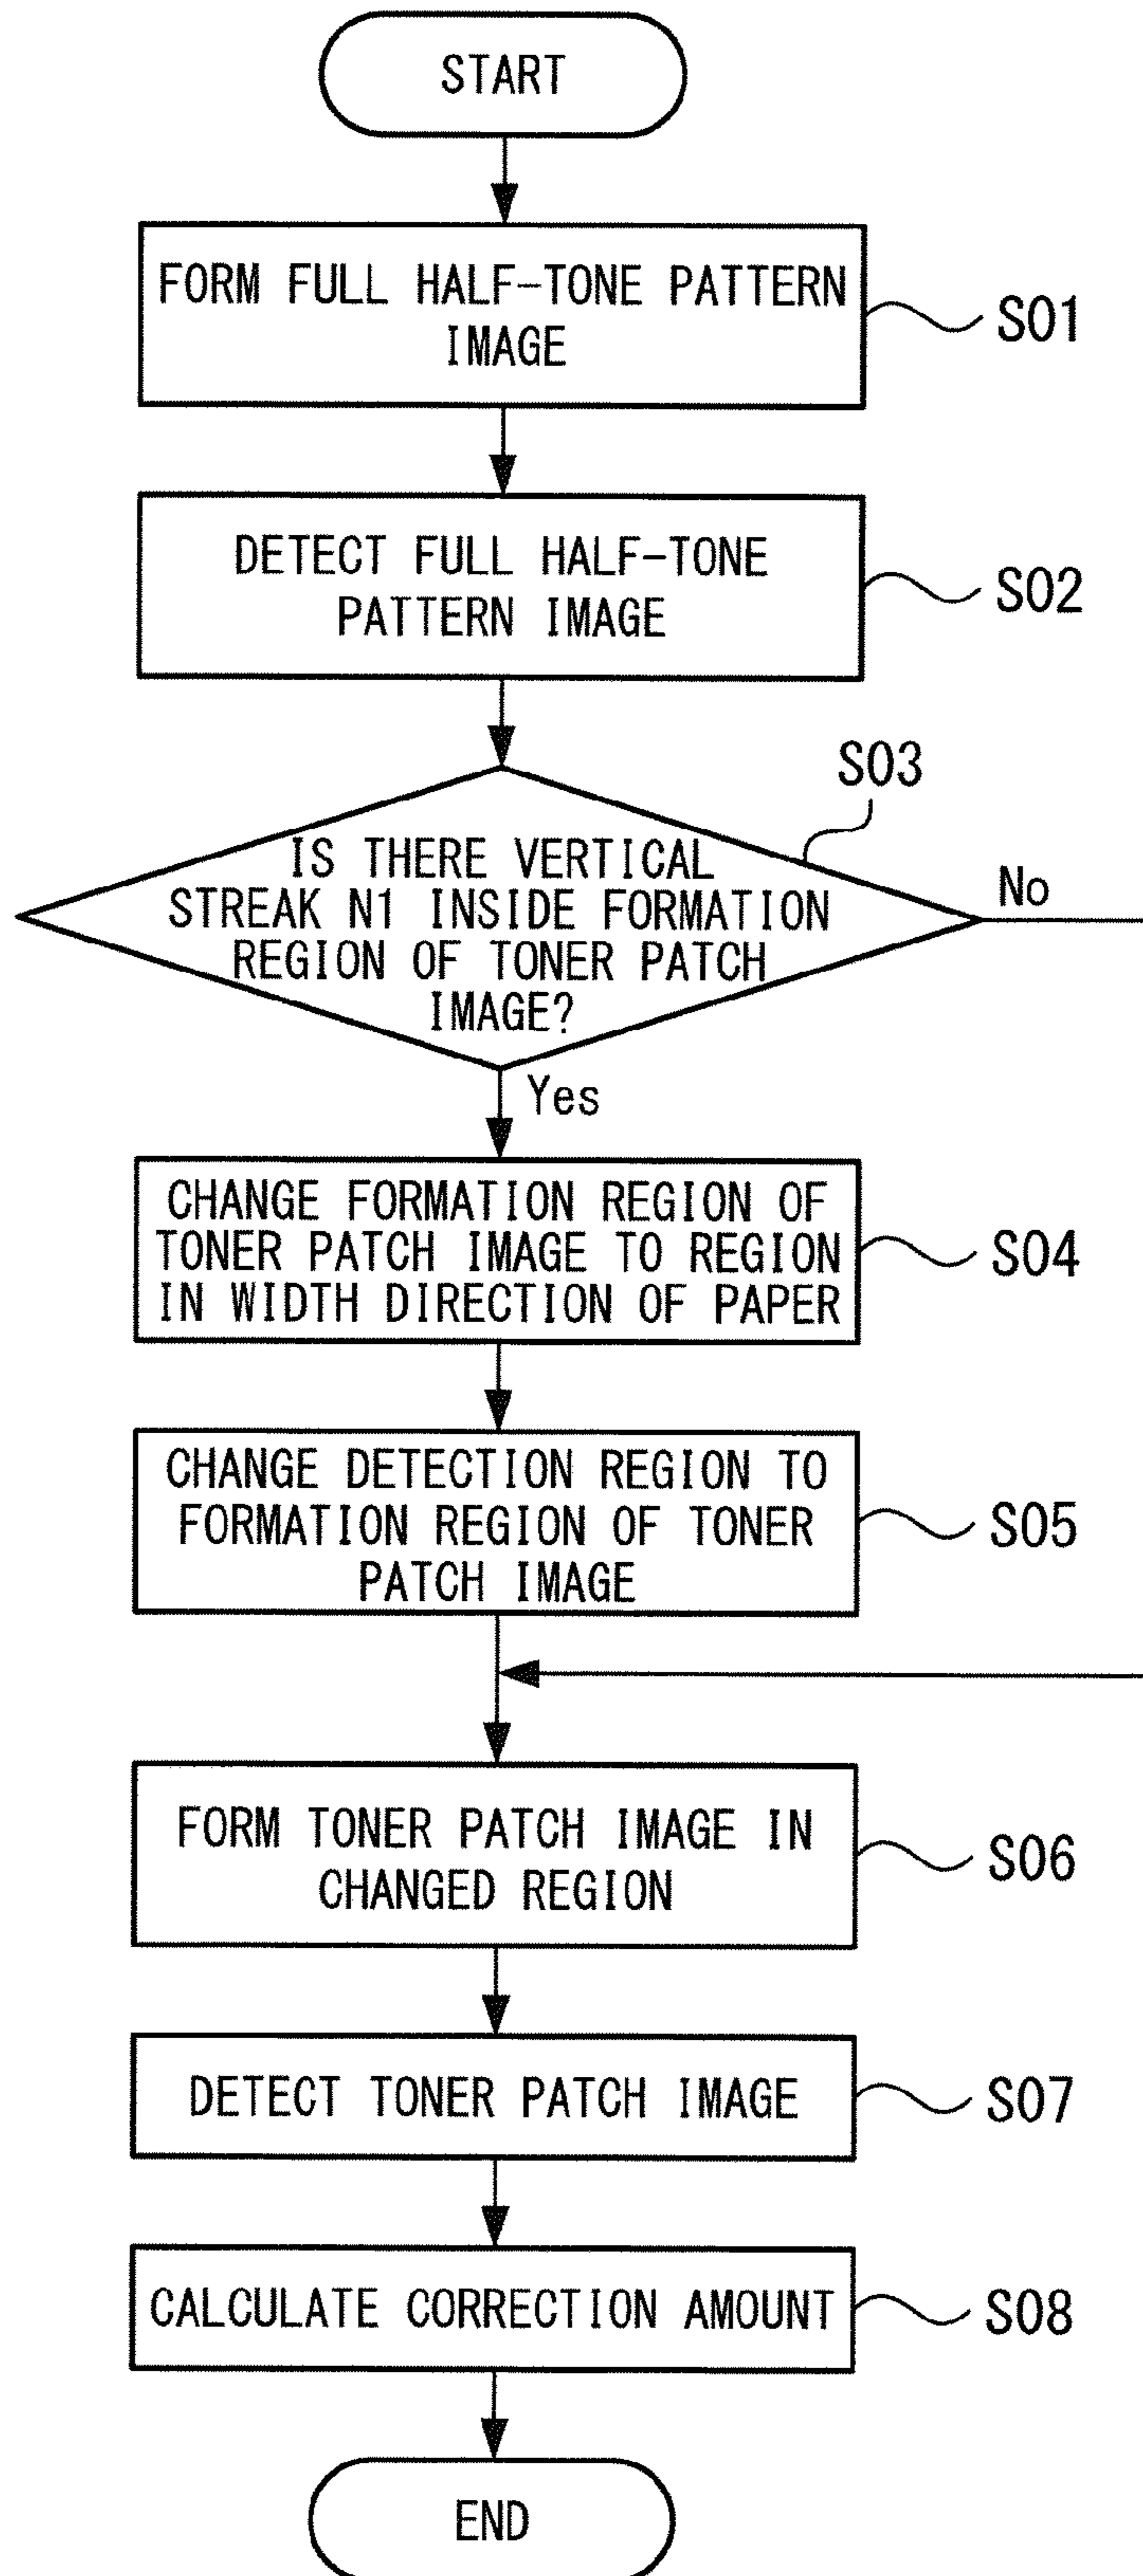 START
FORM FULL HALF-TONE PATTERN
IMAGE
S01
DETECT FULL HALF-TONE
PATTERN IMAGE
S02
S03
IS THERE VERTICAL
STREAK N1 INSIDE FORMATION
REGION OF TONER PATCH
IMAGE?
No
Yes
CHANGE FORMATION REGION OF
TONER PATCH IMAGE TO REGION
IN WIDTH DIRECTION OF PAPER
S04
CHANGE DETECTION REGION TO
FORMATION REGION OF TONER
PATCH IMAGE
S05
FORM TONER PATCH IMAGE IN
CHANGED REGION
S06
DETECT TONER PATCH IMAGE
S07
CALCULATE CORRECTION AMOUNT
S08
END